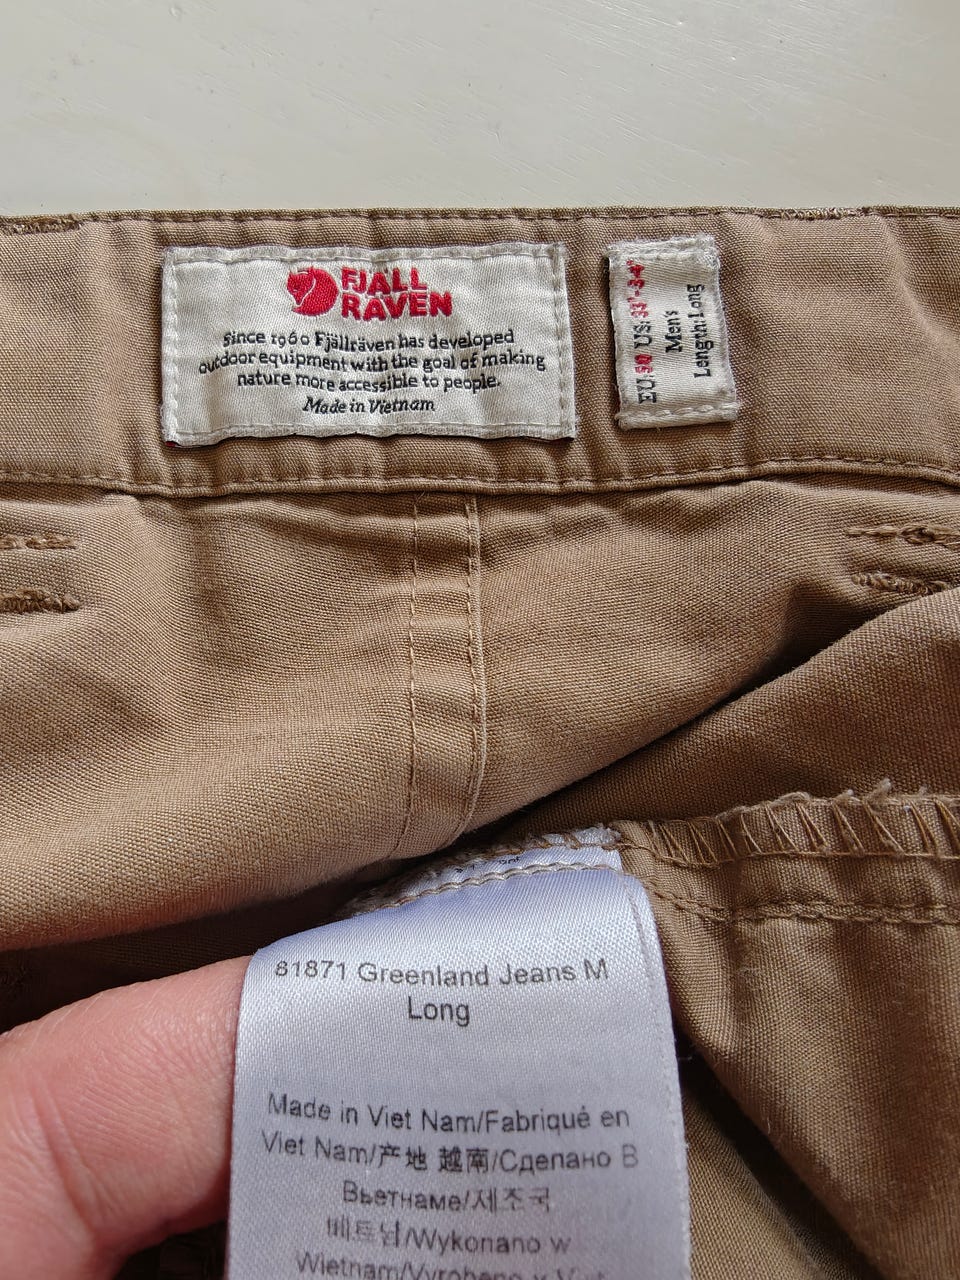 FJÄLL
RÄVEN
Since 1960 Fjällräven has developed
outdoor equipment with the goal of making
nature more accessible to people.
Made in Vietnam
EU:50 US:33"-34"
Men's
Length: Long
81871 Greenland Jeans M
Long
Made in Viet Nam/Fabriqué en
Viet Nam/产地 越南/Сделано В
Вьетнаме/제조국
베트남/Wykonano w
Wietnam/Vyrobeno